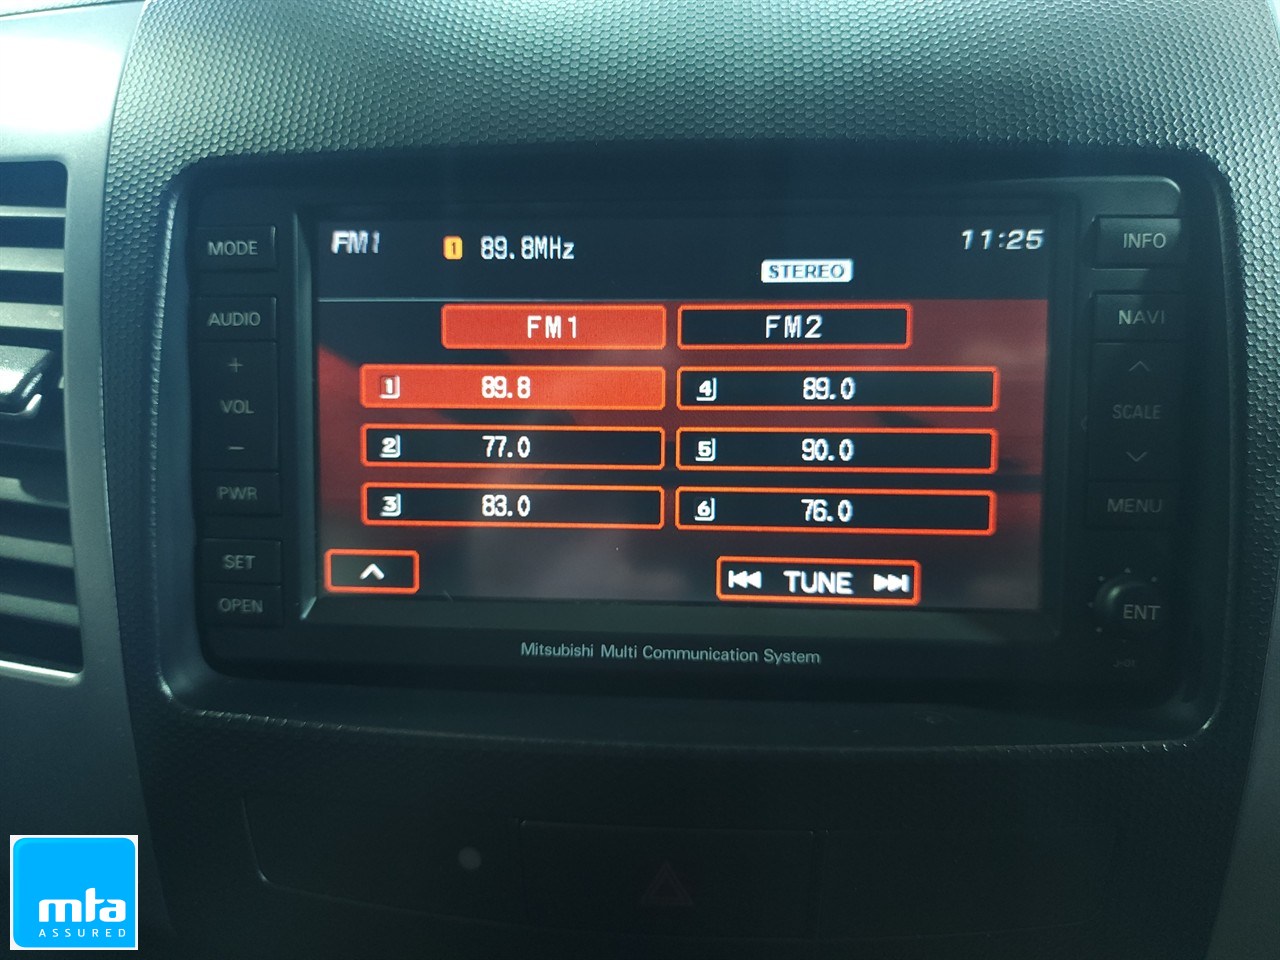 MODE
AUDIO
+
VOL
−
PWR
SET
OPEN
FM1
1 89.8MHz
11:25
STEREO
FM1 FM2
1 89.8 4 89.0
2 77.0 5 90.0
3 83.0 6 76.0
TUNE
Mitsubishi Multi Communication System
INFO
NAVI
SCALE
MENU
ENT
mta
ASSURED